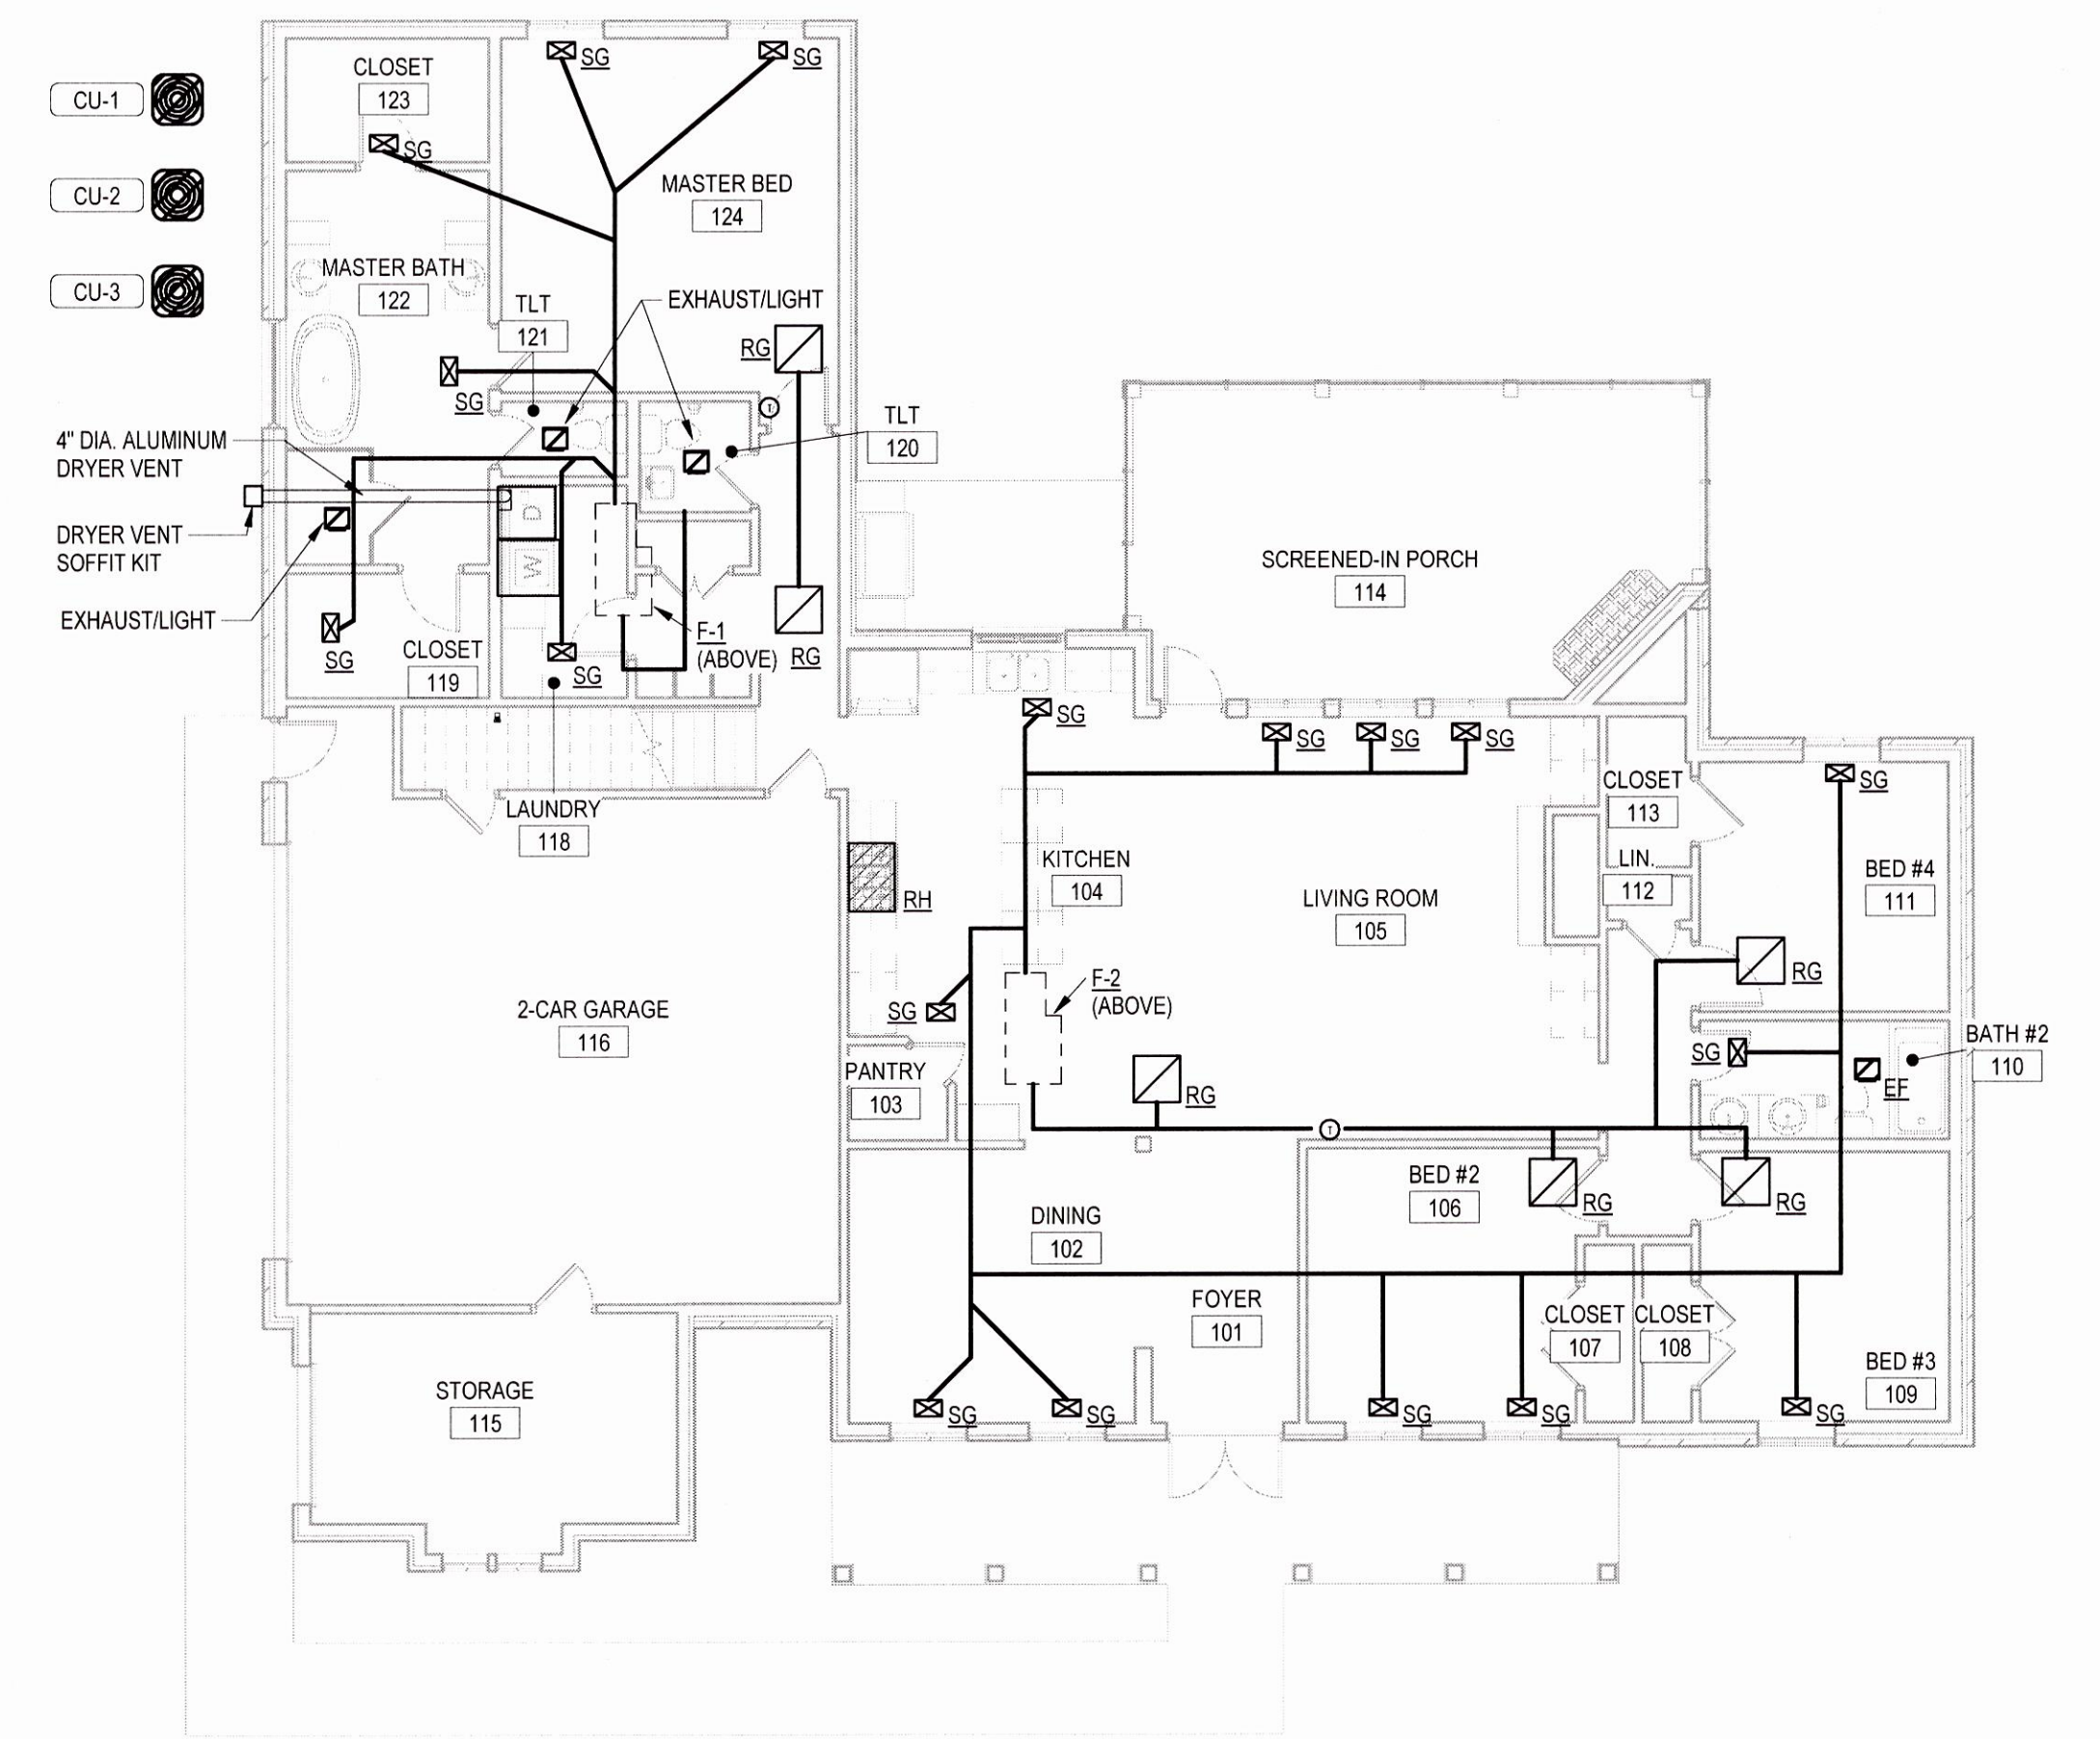 SG
SG
CLOSET
123
CU-1
SG
CU-2
MASTER BED
124
CU-3
MASTER BATH
122
TLT
121
EXHAUST/LIGHT
RG
SG
T
TLT
120
4" DIA. ALUMINUM
DRYER VENT
D
DRYER VENT
SOFFIT KIT
W
EXHAUST/LIGHT
SG
CLOSET
119
SG
F-1
(ABOVE)
RG
SCREENED-IN PORCH
114
SG
SG
SG
SG
LAUNDRY
118
CLOSET
113
SG
KITCHEN
104
RH
LIVING ROOM
105
LIN.
112
BED #4
111
RG
F-2
(ABOVE)
SG
2-CAR GARAGE
116
PANTRY
103
RG
T
SG
EF
BATH #2
110
BED #2
106
RG
RG
DINING
102
FOYER
101
CLOSET
107
CLOSET
108
BED #3
109
STORAGE
115
SG
SG
SG
SG
SG